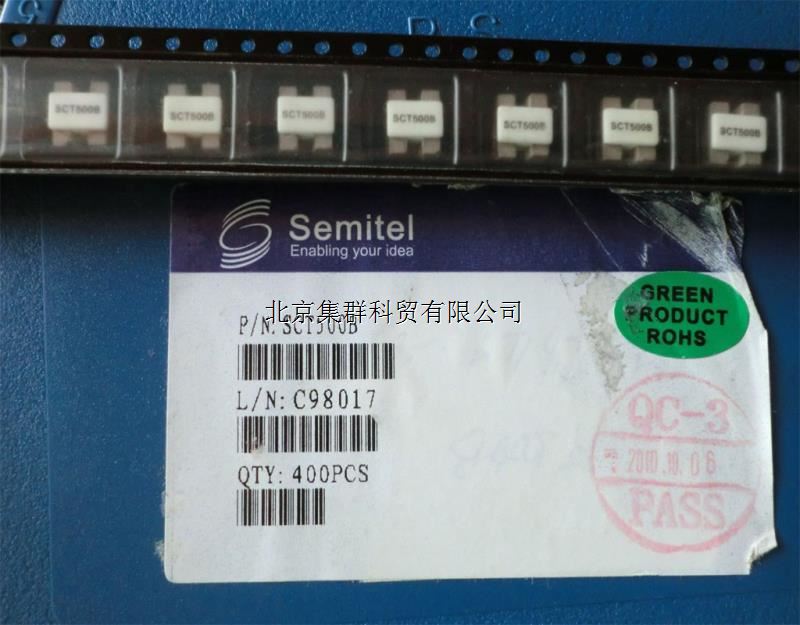 SCT500B SCT500B SCT500B SCT500B SCT500B SCT500B SCT500B
Semitel
Enabling your idea
北京集群科贸有限公司
P/N: SCT500B
L/N: C98017
QTY: 400PCS
GREEN
PRODUCT
ROHS
QC-3
2010.10.06
PASS